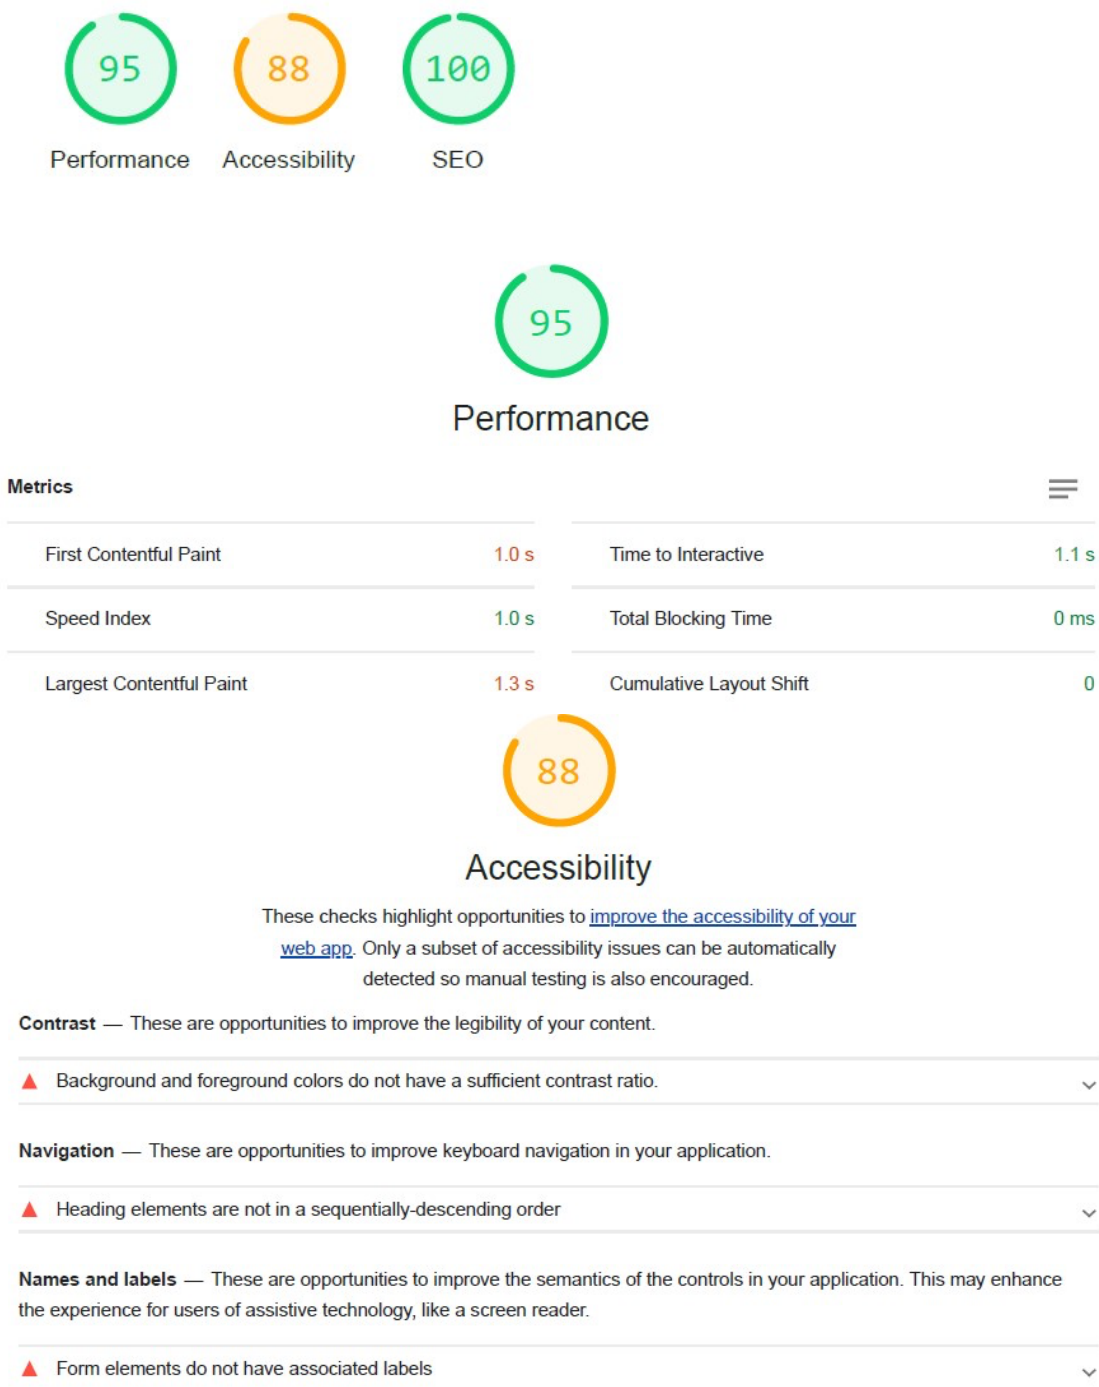 95 88 100
Performance Accessibility SEO
95
Performance
Metrics
First Contentful Paint 1.0 s Time to Interactive 1.1 s
Speed Index 1.0 s Total Blocking Time 0 ms
Largest Contentful Paint 1.3 s Cumulative Layout Shift 0
88
Accessibility
These checks highlight opportunities to improve the accessibility of your
web app. Only a subset of accessibility issues can be automatically
detected so manual testing is also encouraged.
Contrast — These are opportunities to improve the legibility of your content.
Background and foreground colors do not have a sufficient contrast ratio.
Navigation — These are opportunities to improve keyboard navigation in your application.
Heading elements are not in a sequentially-descending order
Names and labels — These are opportunities to improve the semantics of the controls in your application. This may enhance
the experience for users of assistive technology, like a screen reader.
Form elements do not have associated labels